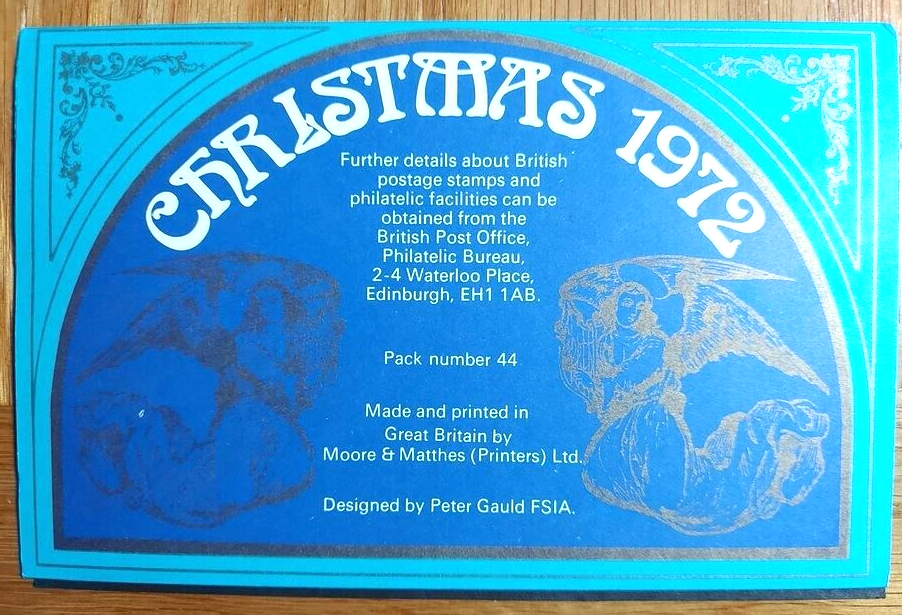 CHRISTMAS 1972
Further details about British
postage stamps and
philatelic facilities can be
obtained from the
British Post Office,
Philatelic Bureau,
2-4 Waterloo Place,
Edinburgh, EH1 1AB.
Pack number 44
Made and printed in
Great Britain by
Moore & Matthes (Printers) Ltd.
Designed by Peter Gauld FSIA.